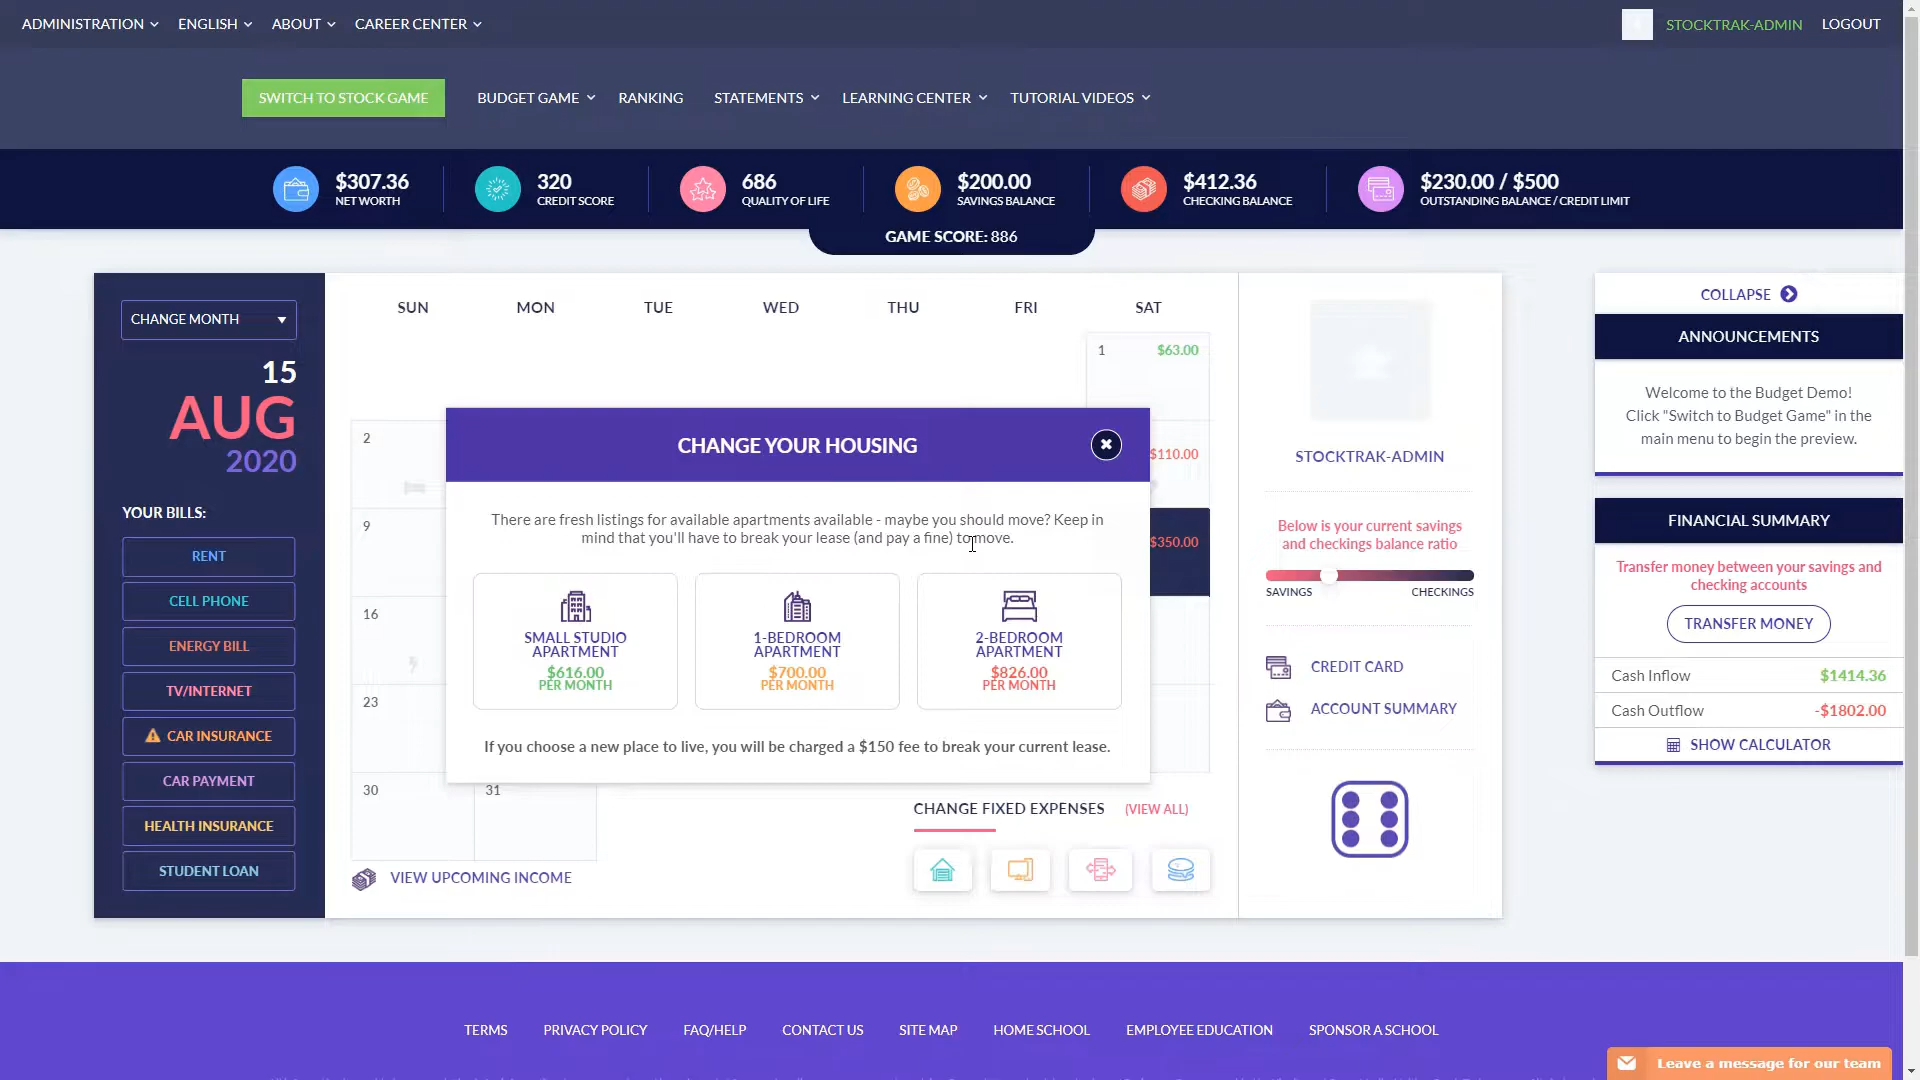 ADMINISTRATION
ENGLISH
ABOUT
CAREER CENTER
STOCKTRAK-ADMIN
LOGOUT
SWITCH TO STOCK GAME
BUDGET GAME
RANKING
STATEMENTS
LEARNING CENTER
TUTORIAL VIDEOS
$307.36
NET WORTH
320
CREDIT SCORE
686
QUALITY OF LIFE
$200.00
SAVINGS BALANCE
$412.36
CHECKING BALANCE
$230.00 / $500
OUTSTANDING BALANCE / CREDIT LIMIT
GAME SCORE: 886
CHANGE MONTH
15
AUG
2020
YOUR BILLS:
RENT
CELL PHONE
ENERGY BILL
TV/INTERNET
CAR INSURANCE
CAR PAYMENT
HEALTH INSURANCE
STUDENT LOAN
SUN MON TUE WED THU FRI SAT
1 $63.00
2
$110.00
9
$350.00
16
23
30
31
CHANGE YOUR HOUSING
There are fresh listings for available apartments available - maybe you should move? Keep in
mind that you'll have to break your lease (and pay a fine) to move.
SMALL STUDIO
APARTMENT
$616.00
PER MONTH
1-BEDROOM
APARTMENT
$700.00
PER MONTH
2-BEDROOM
APARTMENT
$826.00
PER MONTH
If you choose a new place to live, you will be charged a $150 fee to break your current lease.
CHANGE FIXED EXPENSES (VIEW ALL)
VIEW UPCOMING INCOME
STOCKTRAK-ADMIN
Below is your current savings
and checkings balance ratio
SAVINGS
CHECKINGS
CREDIT CARD
ACCOUNT SUMMARY
COLLAPSE
ANNOUNCEMENTS
Welcome to the Budget Demo!
Click "Switch to Budget Game" in the
main menu to begin the preview.
FINANCIAL SUMMARY
Transfer money between your savings and
checking accounts
TRANSFER MONEY
Cash Inflow $1414.36
Cash Outflow -$1802.00
SHOW CALCULATOR
TERMS
PRIVACY POLICY
FAQ/HELP
CONTACT US
SITE MAP
HOME SCHOOL
EMPLOYEE EDUCATION
SPONSOR A SCHOOL
Leave a message for our team